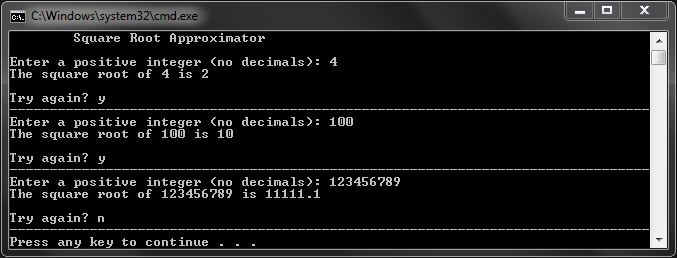 C:\Windows\system32\cmd.exe
Square Root Approximator
Enter a positive integer (no decimals): 4
The square root of 4 is 2
Try again? y
Enter a positive integer (no decimals): 100
The square root of 100 is 10
Try again? y
Enter a positive integer (no decimals): 123456789
The square root of 123456789 is 11111.1
Try again? n
Press any key to continue . . .